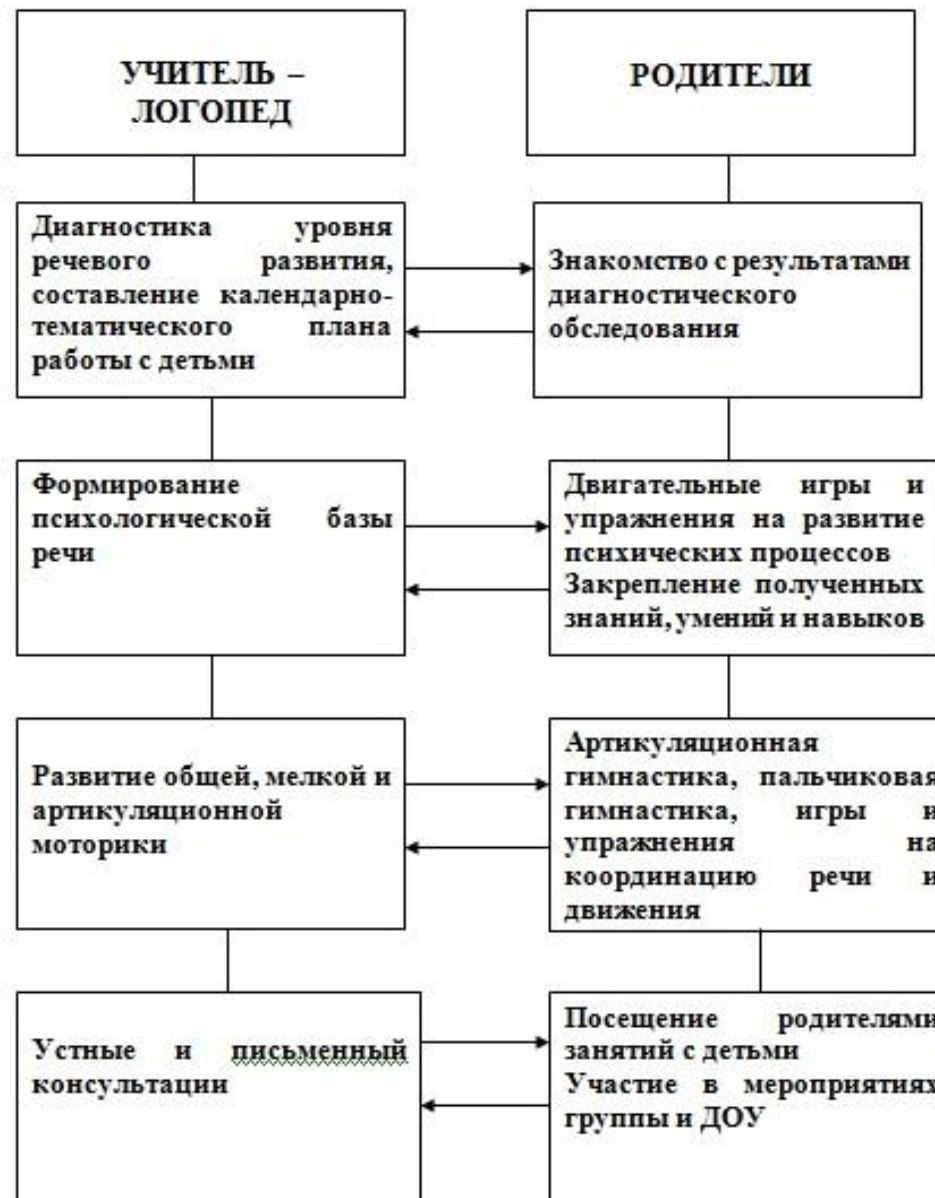 УЧИТЕЛЬ –
ЛОГОПЕД
РОДИТЕЛИ
Диагностика уровня
речевого развития,
составление календарно-
тематического плана
работы с детьми
Знакомство с результатами
диагностического
обследования
Формирование
психологической базы
речи
Двигательные игры и
упражнения на развитие
психических процессов
Закрепление полученных
знаний, умений и навыков
Развитие общей, мелкой и
артикуляционной
моторики
Артикуляционная
гимнастика, пальчиковая
гимнастика, игры и
упражнения на
координацию речи и
движения
Устные и письменный
консультации
Посещение родителями
занятий с детьми
Участие в мероприятиях
группы и ДОУ